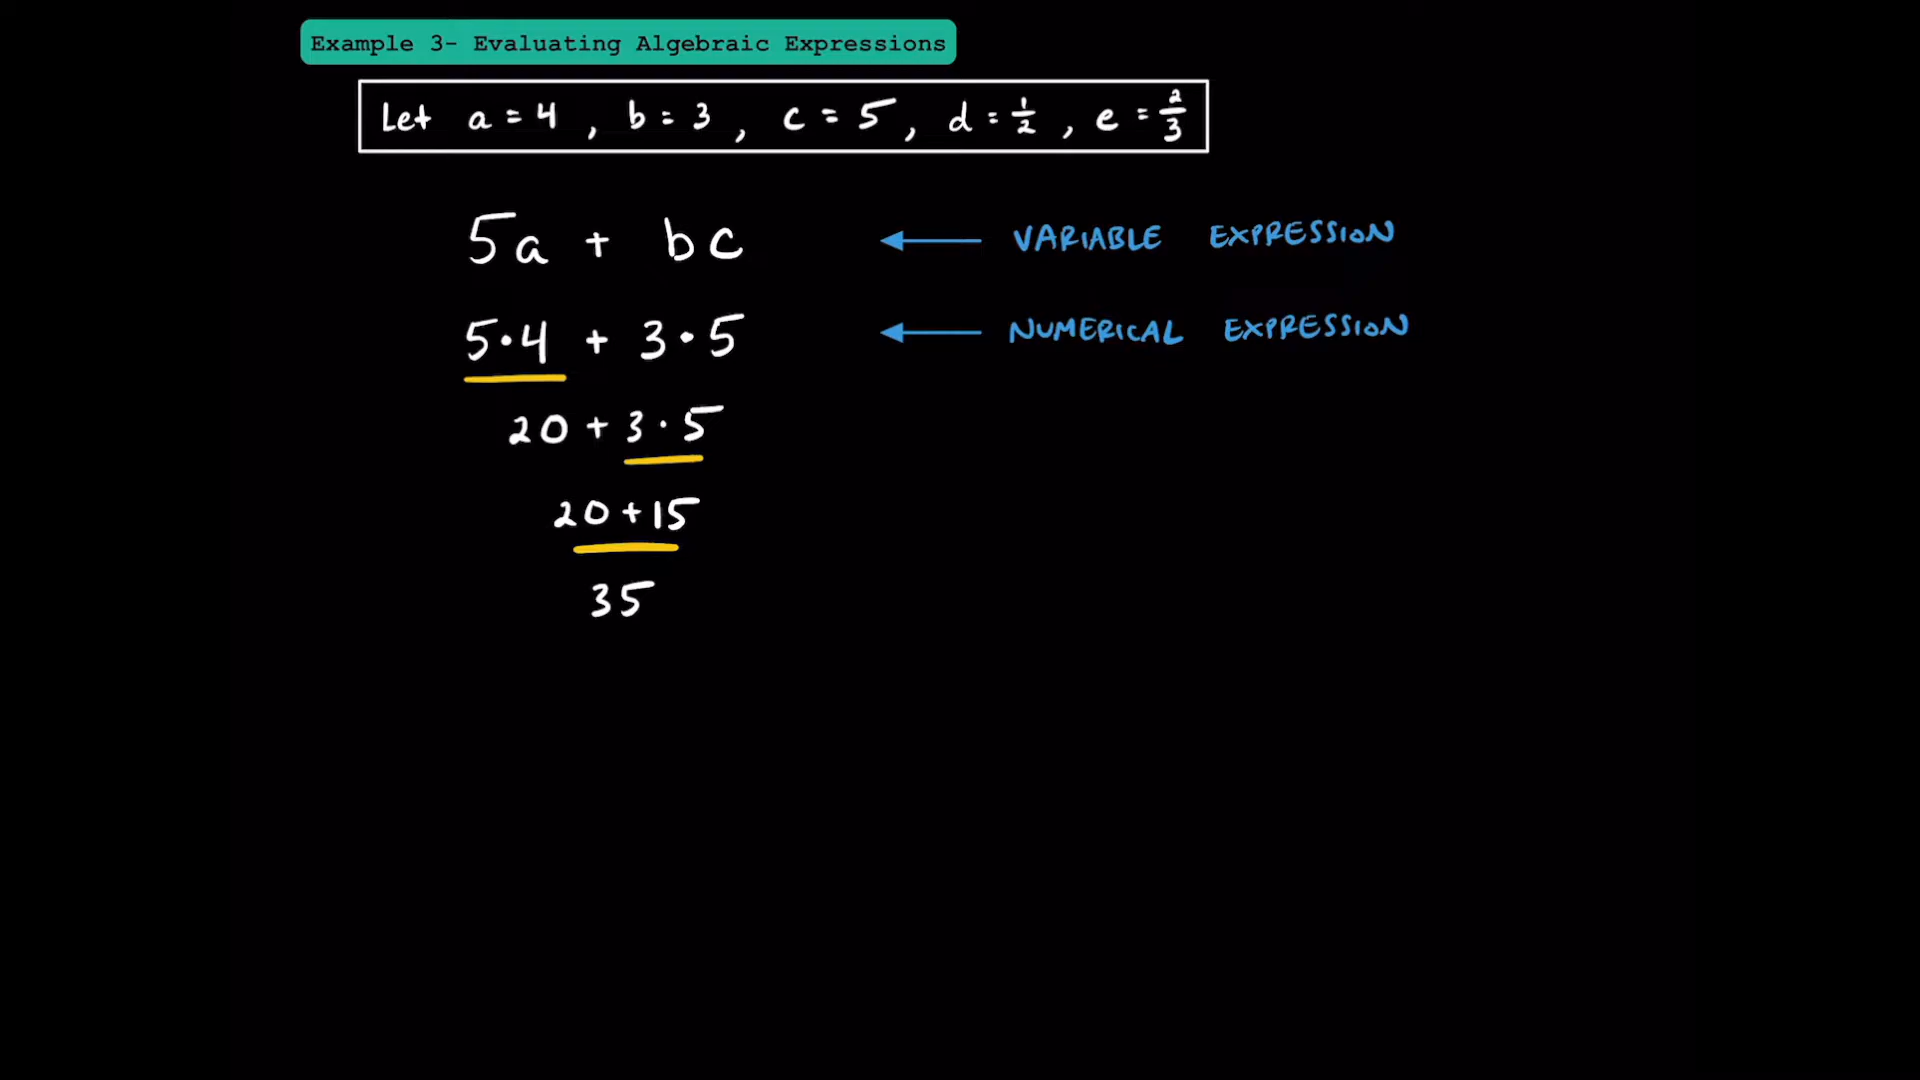 Example 3- Evaluating Algebraic Expressions
Let a = 4 , b = 3 , c = 5 , d = 1/2 , e = 2/3
5a + bc ← VARIABLE EXPRESSION
5·4 + 3·5 ← NUMERICAL EXPRESSION
20 + 3·5
20 + 15
35